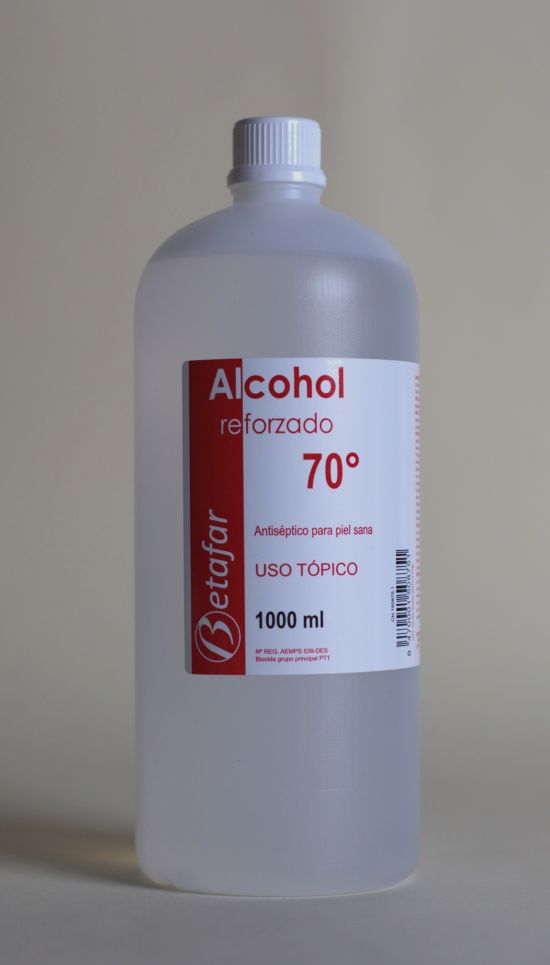 Alcohol
reforzado
70°
Antiséptico para piel sana
USO TÓPICO
1000 ml
Nº REG. AEMPS 539-DES
Biocida grupo principal PT1
Betafar